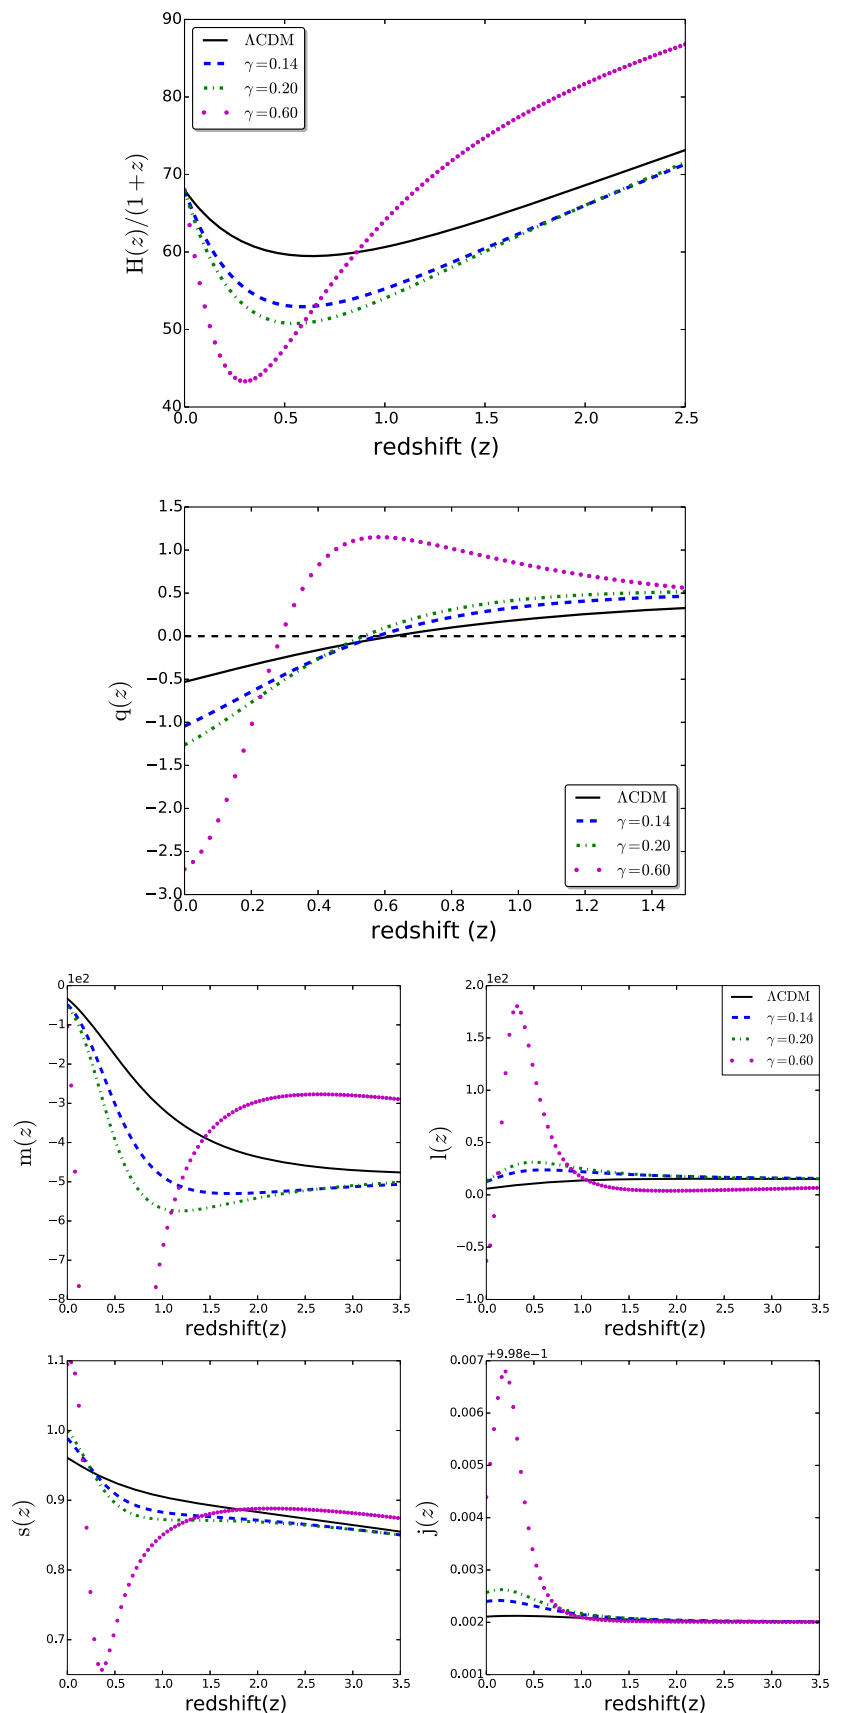 90
80
70
60
50
40
H(z)/(1+z)
ΛCDM
γ=0.14
γ=0.20
γ=0.60
0.0 0.5 1.0 1.5 2.0 2.5
redshift (z)
1.5
1.0
0.5
0.0
−0.5
−1.0
−1.5
−2.0
−2.5
−3.0
q(z)
ΛCDM
γ=0.14
γ=0.20
γ=0.60
0.0 0.2 0.4 0.6 0.8 1.0 1.2 1.4
redshift (z)
1e2
0
−1
−2
−3
−4
−5
−6
−7
−8
m(z)
0.0 0.5 1.0 1.5 2.0 2.5 3.0 3.5
redshift(z)
1e2
2.0
1.5
1.0
0.5
0.0
−0.5
−1.0
l(z)
ΛCDM
γ=0.14
γ=0.20
γ=0.60
0.0 0.5 1.0 1.5 2.0 2.5 3.0 3.5
redshift(z)
1.1
1.0
0.9
0.8
0.7
s(z)
0.0 0.5 1.0 1.5 2.0 2.5 3.0 3.5
redshift(z)
+9.98e−1
0.007
0.006
0.005
0.004
0.003
0.002
0.001
j(z)
0.0 0.5 1.0 1.5 2.0 2.5 3.0 3.5
redshift(z)